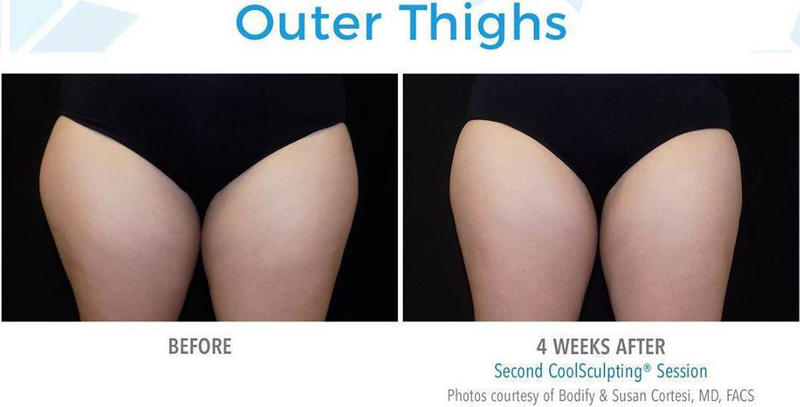 Outer Thighs
BEFORE
4 WEEKS AFTER
Second CoolSculpting® Session
Photos courtesy of Bodify & Susan Cortesi, MD, FACS